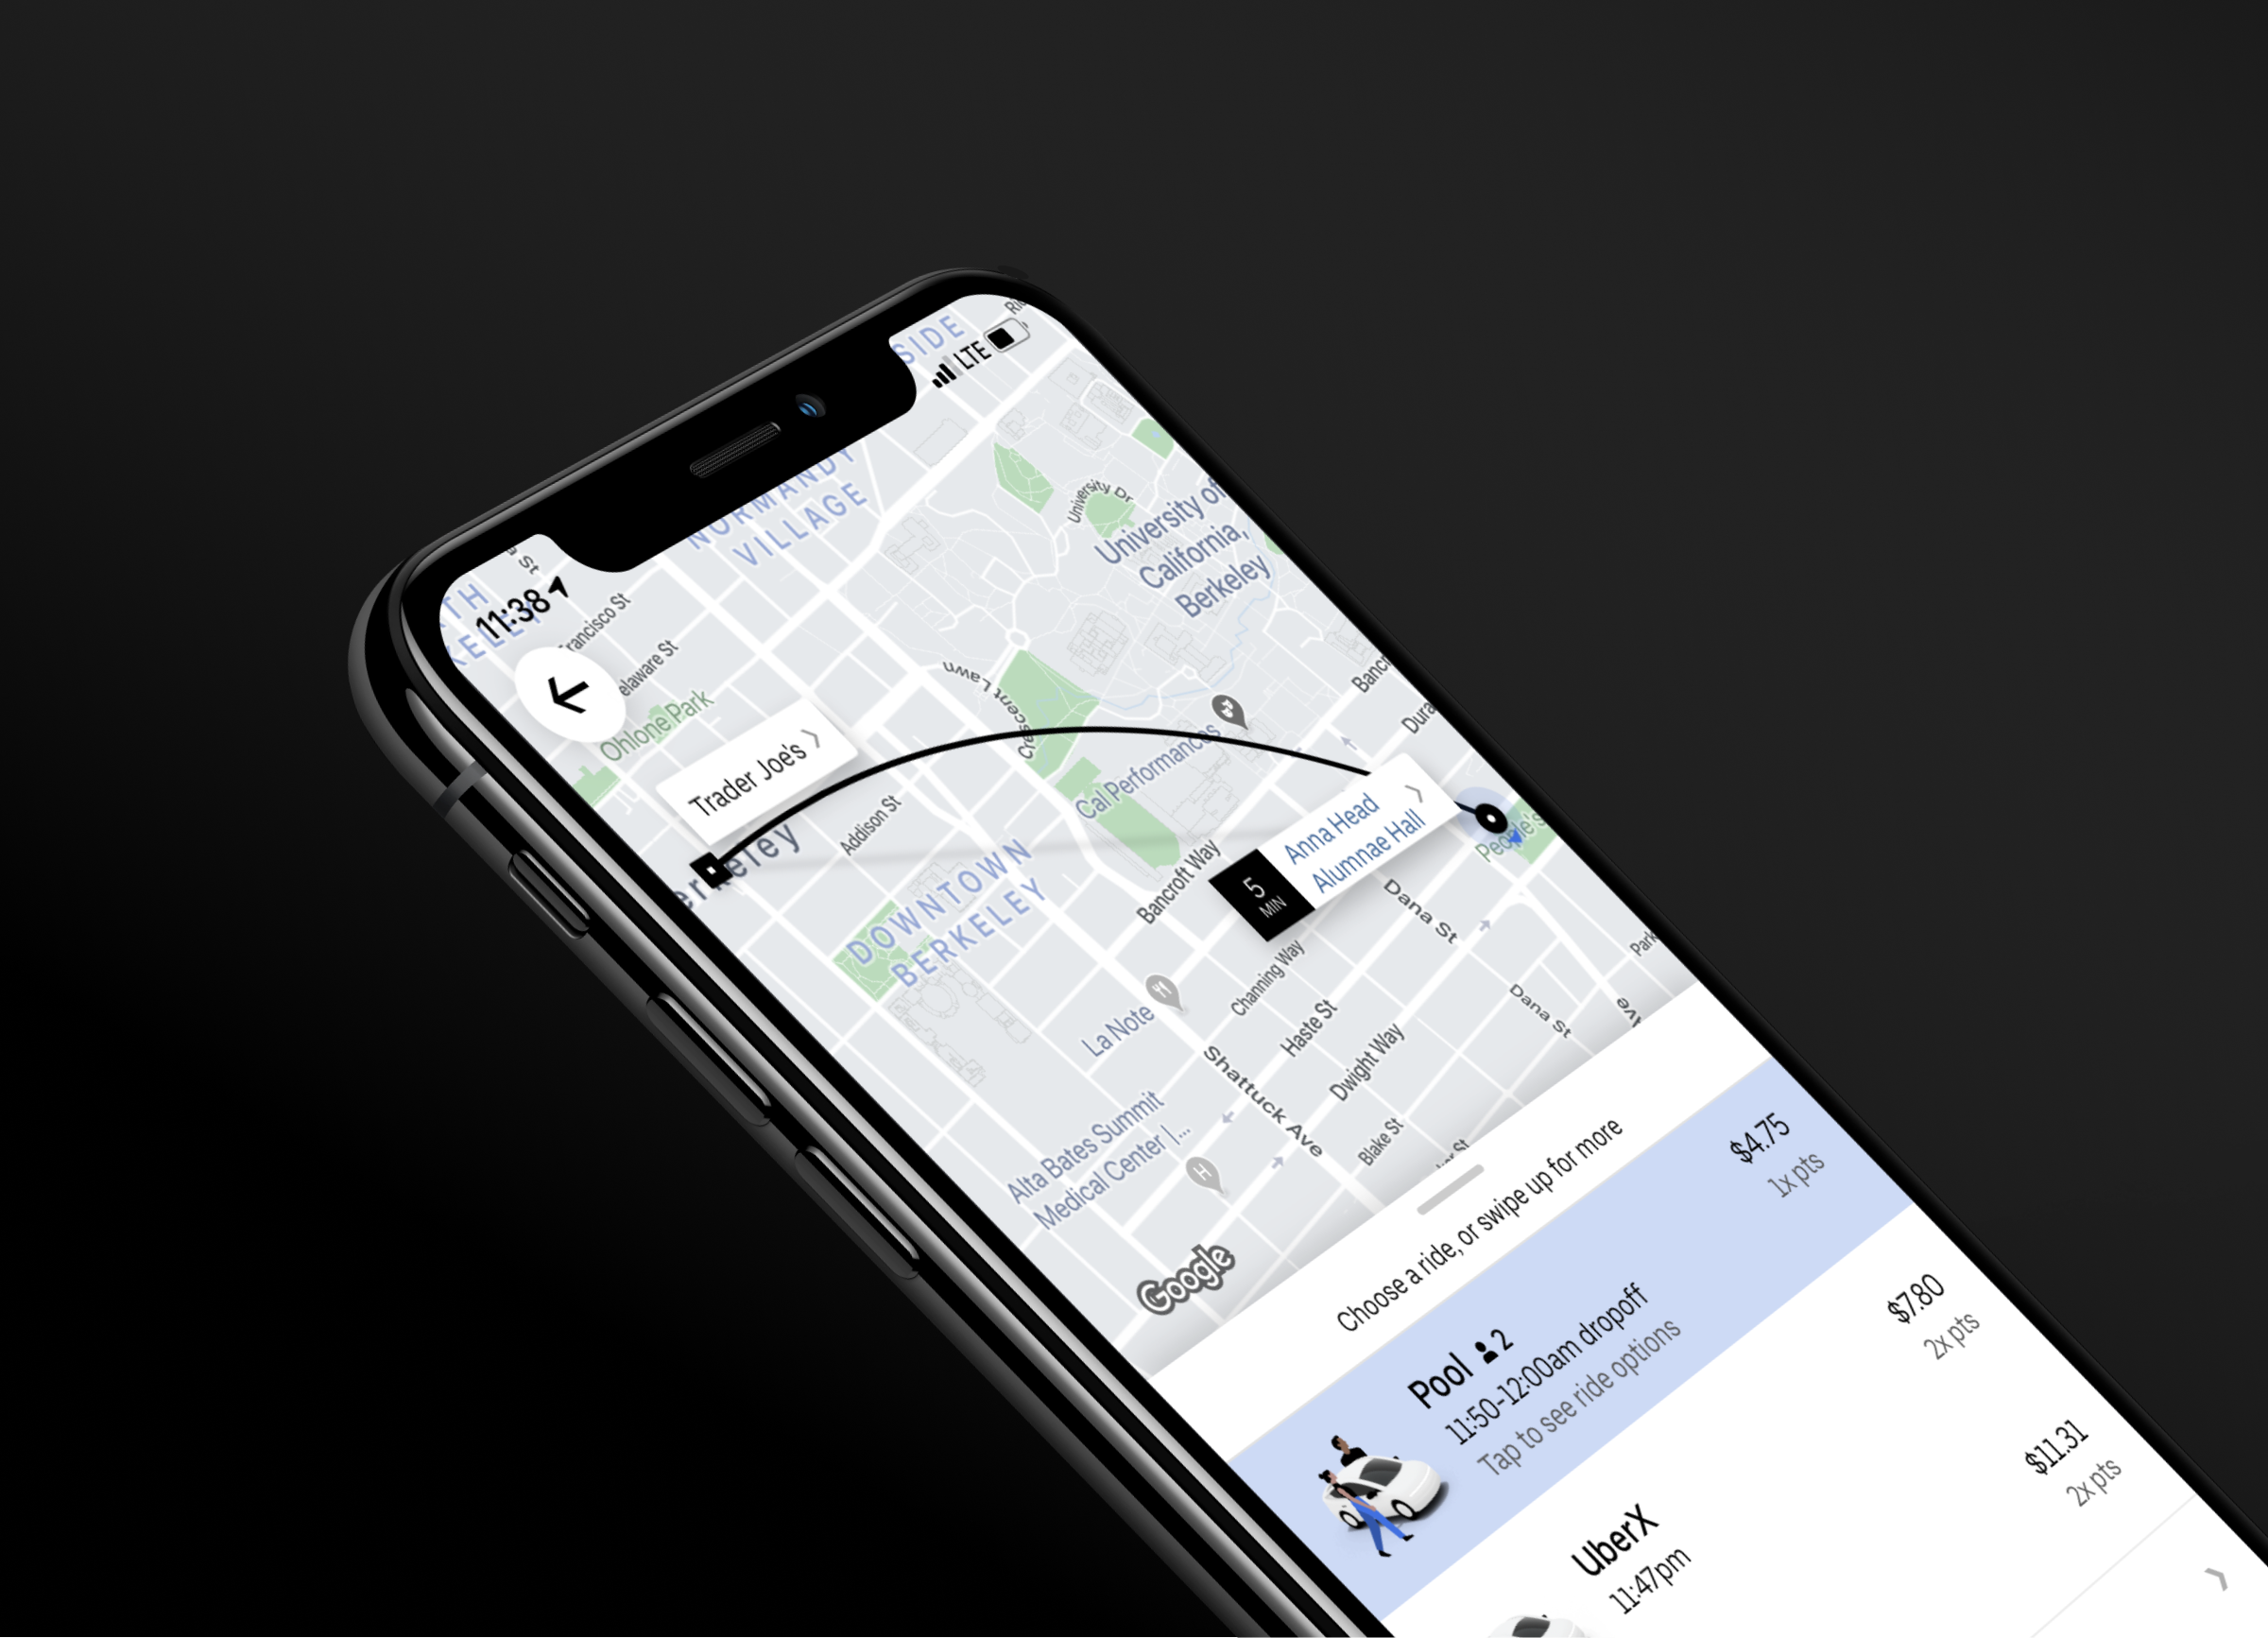 SIDE
LTE
11:38
NORMANDY
VILLAGE
University Dr
University of
California,
Berkeley
Ohlone Park
Trader Joe's
Crescent Lawn
Cal Performances
Addison St
DOWNTOWN
BERKELEY
Bancroft Way
5
MIN
Anna Head
Alumnae Hall
Dana St
La Note
Channing Way
Haste St
Dwight Way
Dana St
Shattuck Ave
Blake St
Alta Bates Summit
Medical Center |...
H
Google
Choose a ride, or swipe up for more
Pool 2
$4.75
11:50-12:00am dropoff
1x pts
Tap to see ride options
UberX
$7.80
11:47pm
2x pts
$11.31
2x pts